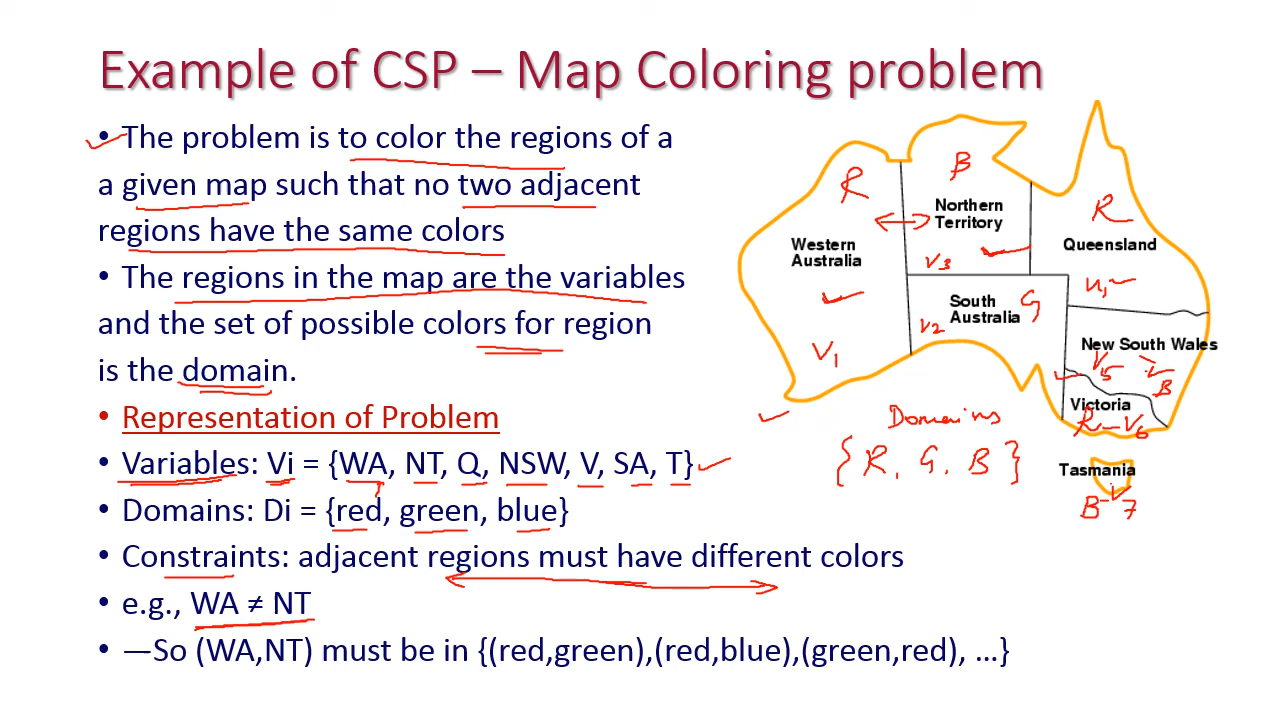 Example of CSP – Map Coloring problem
• The problem is to color the regions of a
a given map such that no two adjacent
regions have the same colors
• The regions in the map are the variables
and the set of possible colors for region
is the domain.
• Representation of Problem
• Variables: Vi = {WA, NT, Q, NSW, V, SA, T}
• Domains: Di = {red, green, blue}
• Constraints: adjacent regions must have different colors
• e.g., WA ≠ NT
• —So (WA,NT) must be in {(red,green),(red,blue),(green,red), …}
R
Western
Australia
V1
B
Northern
Territory
V3
R
Queensland
South
Australia
G
V2
New South Wales
V5
B
Victoria
R – V6
Tasmania
B
7
Domains
{ R, G, B }